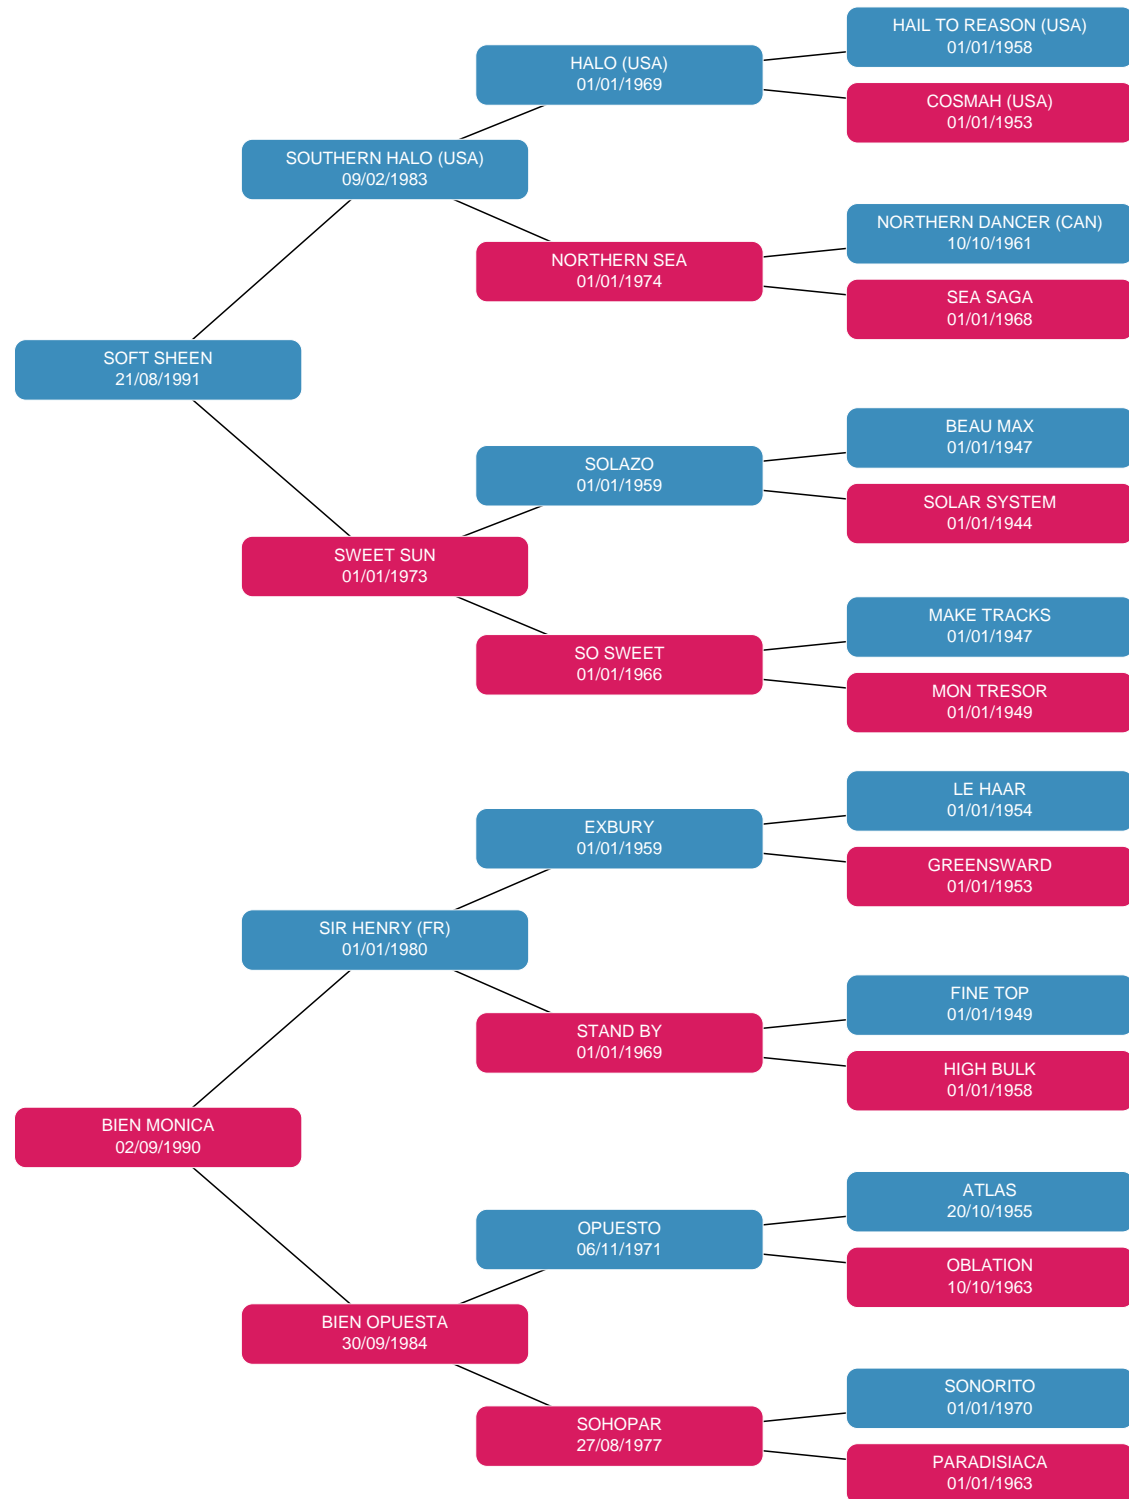 HAIL TO REASON (USA)
01/01/1958
HALO (USA)
01/01/1969
COSMAH (USA)
01/01/1953
SOUTHERN HALO (USA)
09/02/1983
NORTHERN DANCER (CAN)
10/10/1961
NORTHERN SEA
01/01/1974
SEA SAGA
01/01/1968
SOFT SHEEN
21/08/1991
BEAU MAX
01/01/1947
SOLAZO
01/01/1959
SOLAR SYSTEM
01/01/1944
SWEET SUN
01/01/1973
MAKE TRACKS
01/01/1947
SO SWEET
01/01/1966
MON TRESOR
01/01/1949
LE HAAR
01/01/1954
EXBURY
01/01/1959
GREENSWARD
01/01/1953
SIR HENRY (FR)
01/01/1980
FINE TOP
01/01/1949
STAND BY
01/01/1969
HIGH BULK
01/01/1958
BIEN MONICA
02/09/1990
ATLAS
20/10/1955
OPUESTO
06/11/1971
OBLATION
10/10/1963
BIEN OPUESTA
30/09/1984
SONORITO
01/01/1970
SOHOPAR
27/08/1977
PARADISIACA
01/01/1963